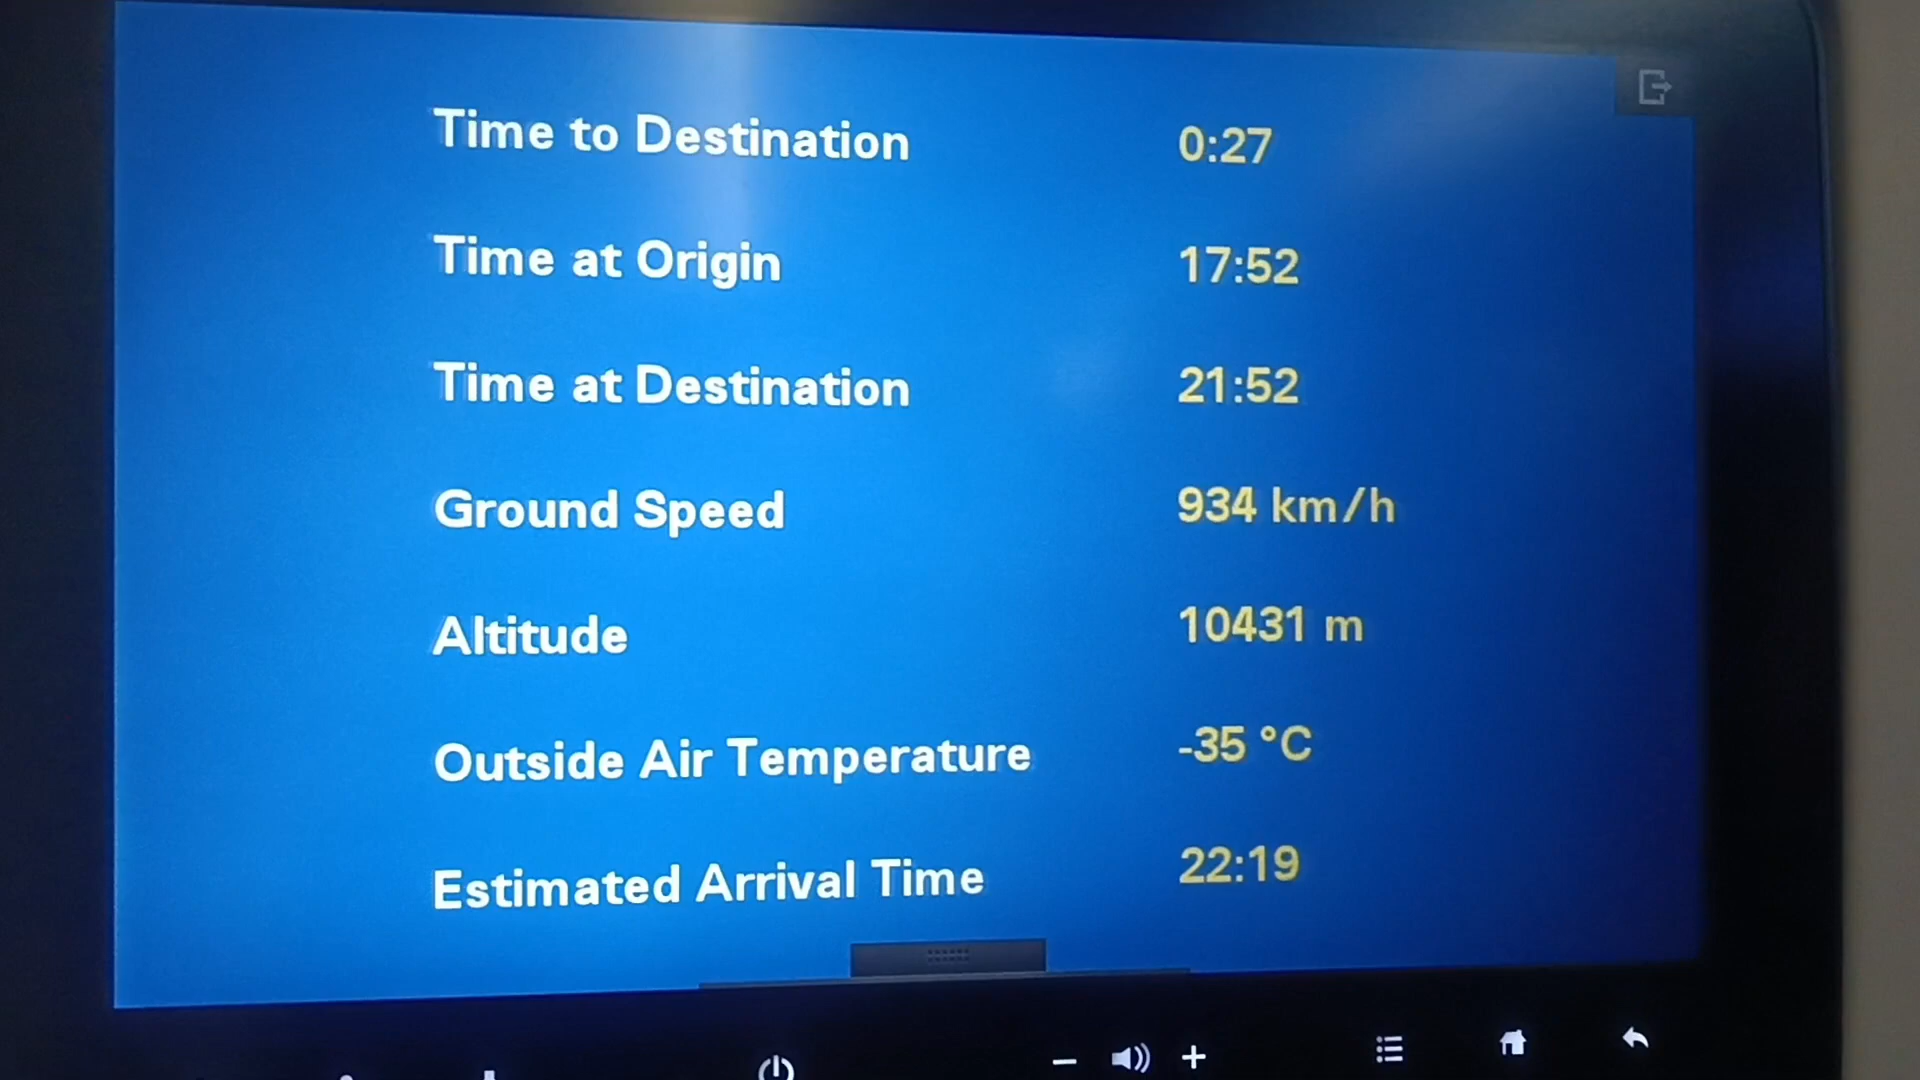 Time to Destination 0:27
Time at Origin 17:52
Time at Destination 21:52
Ground Speed 934 km/h
Altitude 10431 m
Outside Air Temperature -35 °C
Estimated Arrival Time 22:19